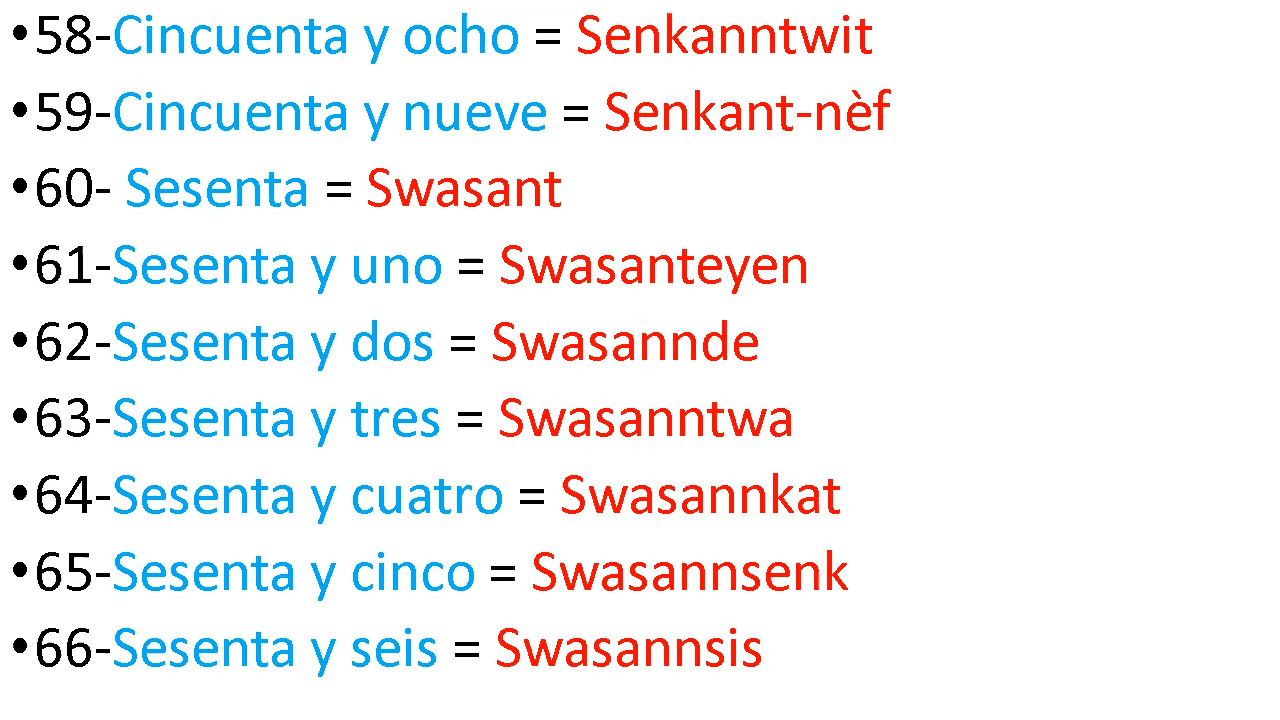 •58-Cincuenta y ocho = Senkanntwit
•59-Cincuenta y nueve = Senkant-nèf
•60- Sesenta = Swasant
•61-Sesenta y uno = Swasanteyen
•62-Sesenta y dos = Swasannde
•63-Sesenta y tres = Swasanntwa
•64-Sesenta y cuatro = Swasannkat
•65-Sesenta y cinco = Swasannsenk
•66-Sesenta y seis = Swasannsis